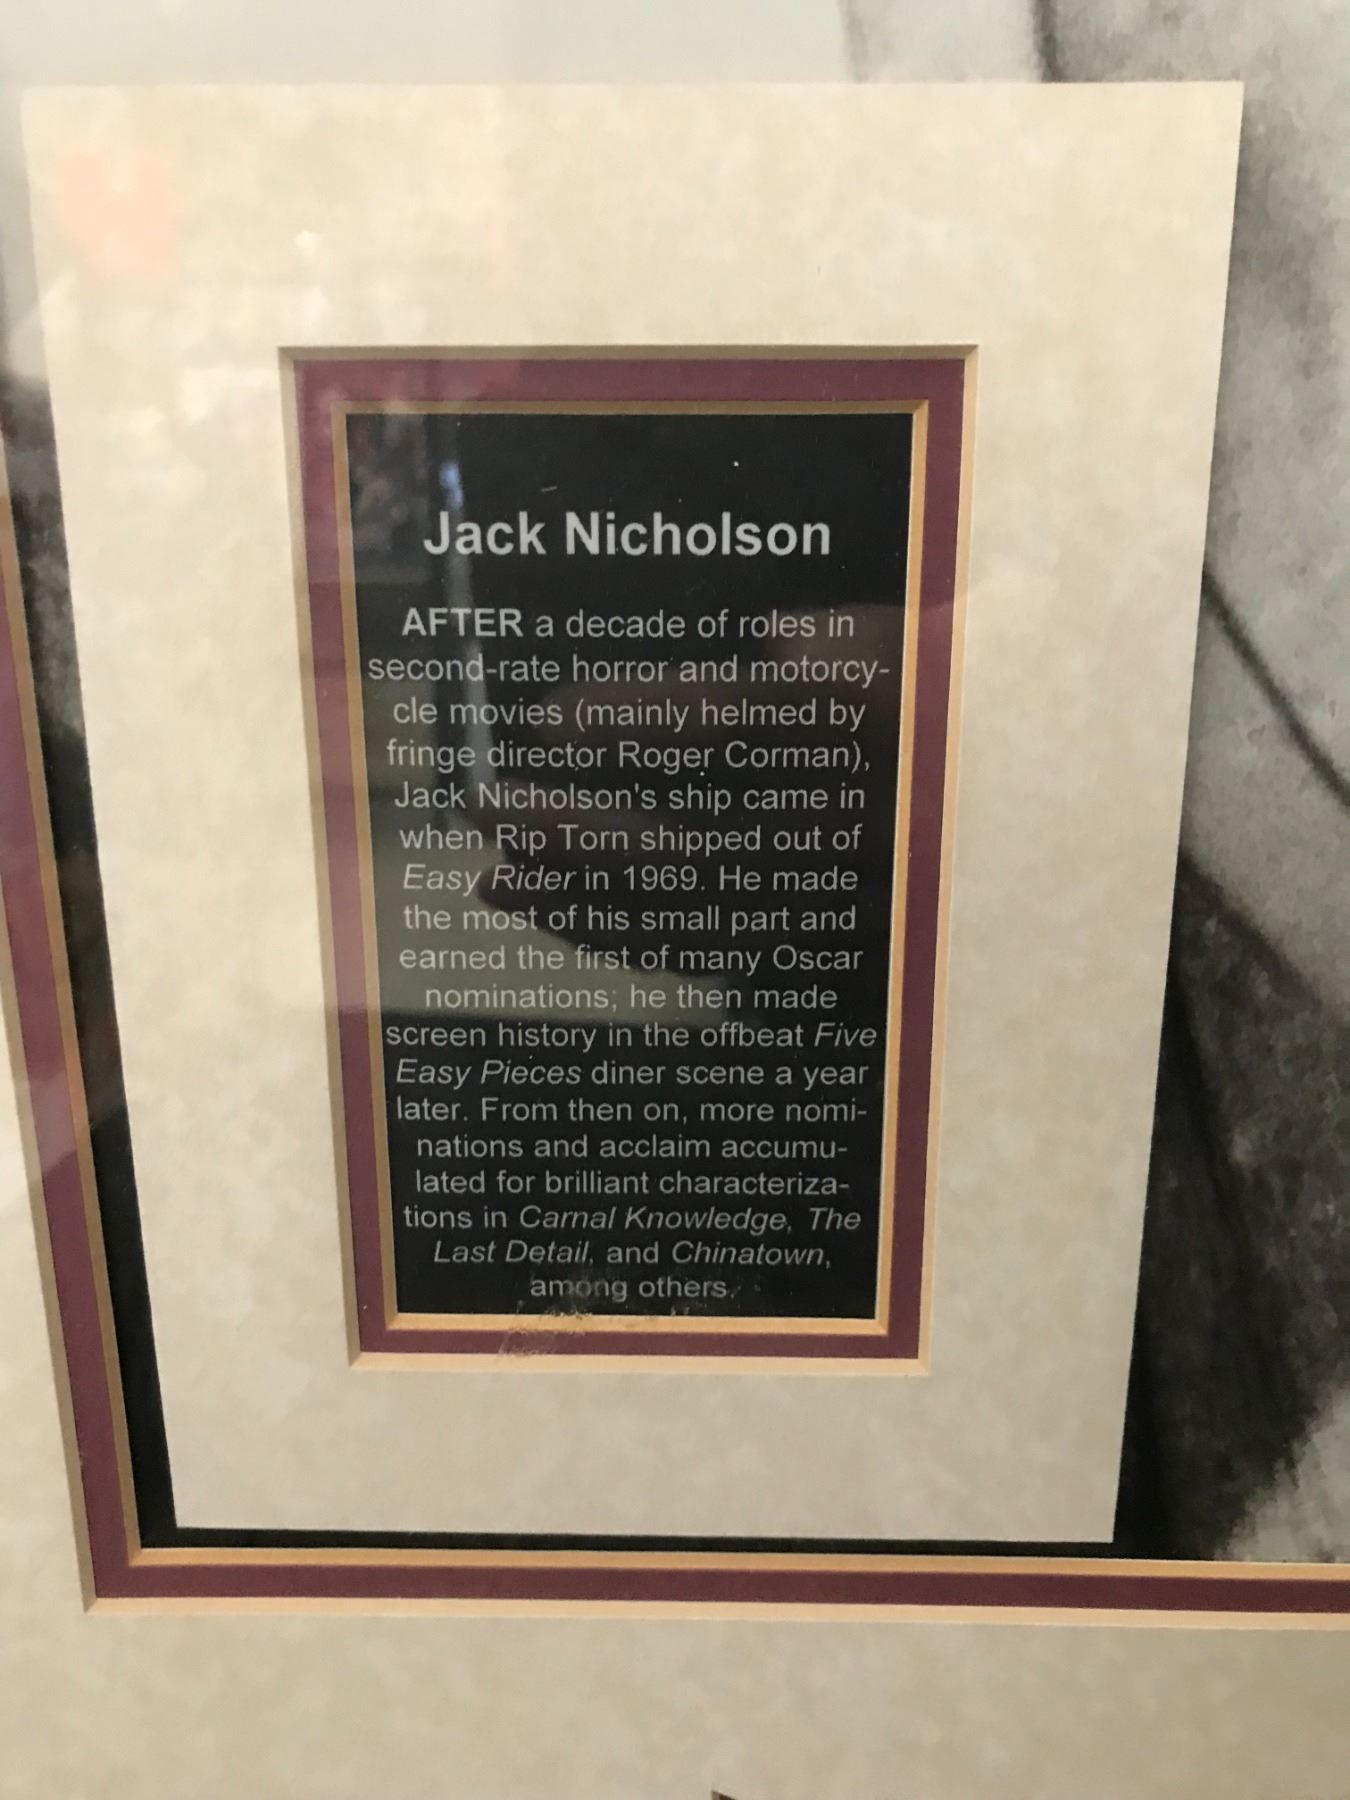 Jack Nicholson
AFTER a decade of roles in
second-rate horror and motorcy-
cle movies (mainly helmed by
fringe director Roger Corman),
Jack Nicholson's ship came in
when Rip Torn shipped out of
Easy Rider in 1969. He made
the most of his small part and
earned the first of many Oscar
nominations; he then made
screen history in the offbeat Five
Easy Pieces diner scene a year
later. From then on, more nomi-
nations and acclaim accumu-
lated for brilliant characteriza-
tions in Carnal Knowledge, The
Last Detail, and Chinatown,
among others.